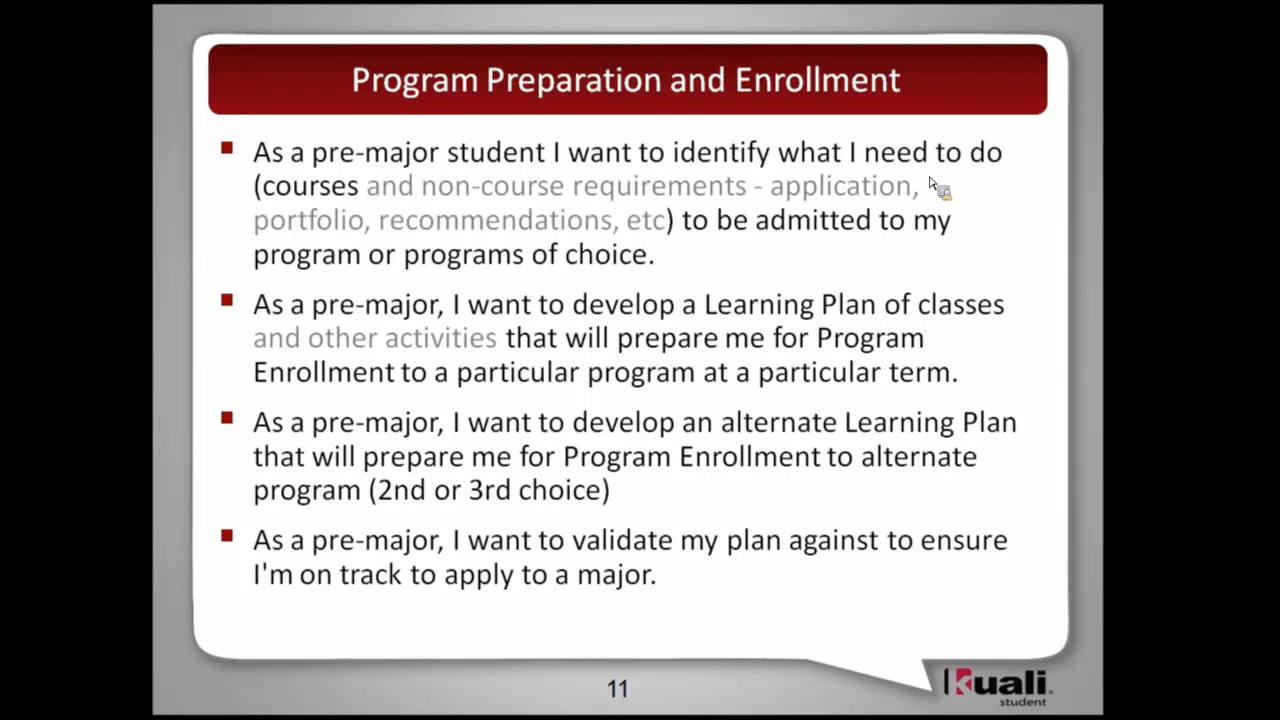 Program Preparation and Enrollment
As a pre-major student I want to identify what I need to do
(courses and non-course requirements - application,
portfolio, recommendations, etc) to be admitted to my
program or programs of choice.
As a pre-major, I want to develop a Learning Plan of classes
and other activities that will prepare me for Program
Enrollment to a particular program at a particular term.
As a pre-major, I want to develop an alternate Learning Plan
that will prepare me for Program Enrollment to alternate
program (2nd or 3rd choice)
As a pre-major, I want to validate my plan against to ensure
I'm on track to apply to a major.
11
kuali
student